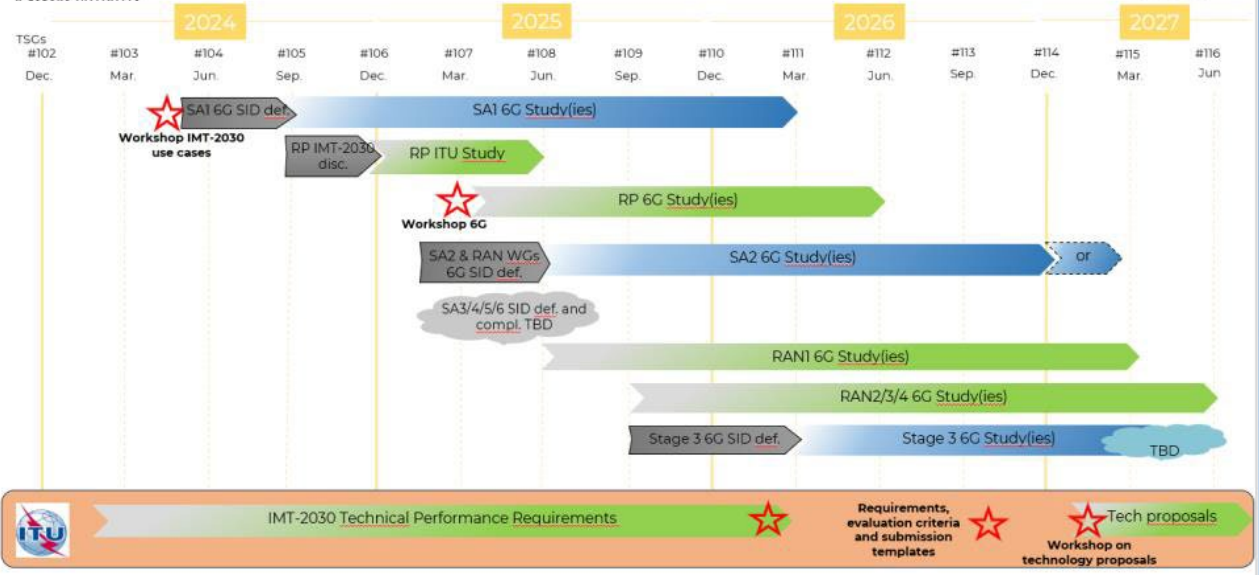 2024 2025 2026 2027
TSGs
#102 #103 #104 #105 #106 #107 #108 #109 #110 #111 #112 #113 #114 #115 #116
Dec. Mar. Jun. Sep. Dec. Mar. Jun. Sep. Dec. Mar. Jun. Sep. Dec. Mar. Jun
SA1 6G SID def.
SA1 6G Study(ies)
Workshop IMT-2030
use cases
RP IMT-2030
disc.
RP ITU Study
RP 6G Study(ies)
Workshop 6G
SA2 & RAN WGs
6G SID def.
SA2 6G Study(ies)
or
SA3/4/5/6 SID def. and
compl. TBD
RAN1 6G Study(ies)
RAN2/3/4 6G Study(ies)
Stage 3 6G SID def.
Stage 3 6G Study(ies)
TBD
ITU
IMT-2030 Technical Performance Requirements
Requirements,
evaluation criteria
and submission
templates
Tech proposals
Workshop on
technology proposals